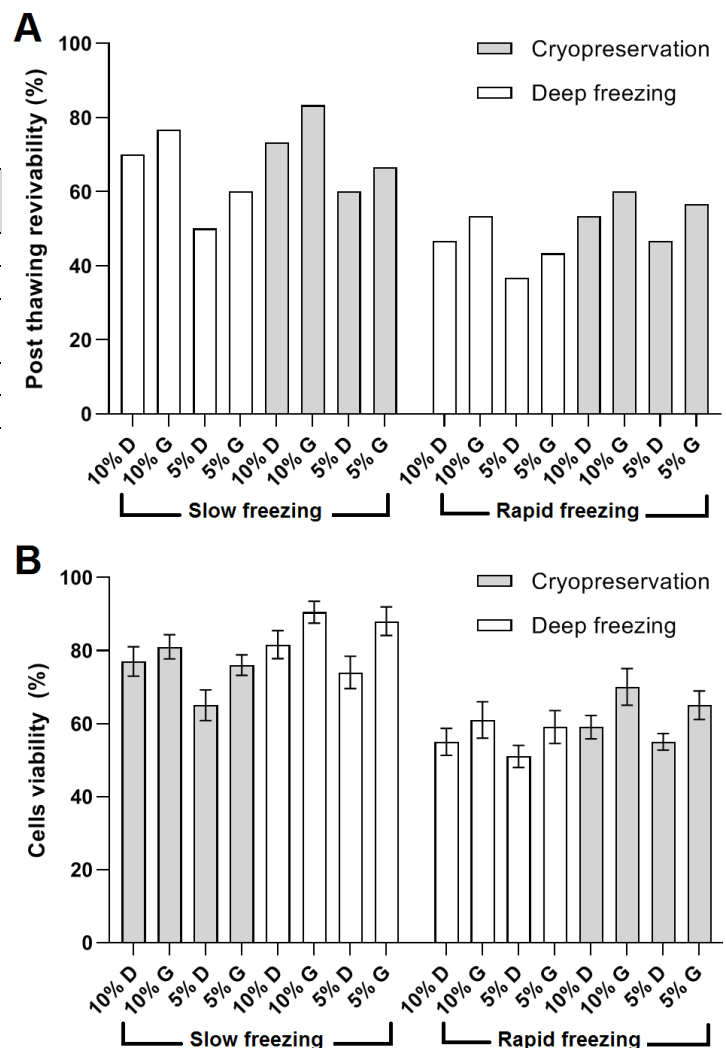 A
Cryopreservation
Deep freezing
Post thawing revivability (%)
100
80
60
40
20
0
10% D 10% G 5% D 5% G 10% D 10% G 5% D 5% G 10% D 10% G 5% D 5% G 10% D 10% G 5% D 5% G
Slow freezing Rapid freezing
B
Cryopreservation
Deep freezing
Cells viability (%)
100
80
60
40
20
0
10% D 10% G 5% D 5% G 10% D 10% G 5% D 5% G 10% D 10% G 5% D 5% G 10% D 10% G 5% D 5% G
Slow freezing Rapid freezing